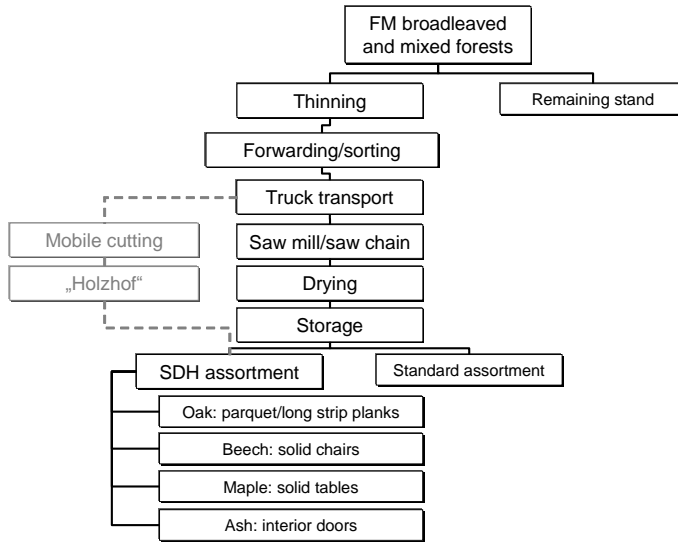 FM broadleaved
and mixed forests
Thinning
Remaining stand
Forwarding/sorting
Truck transport
Mobile cutting
Saw mill/saw chain
„Holzhof“
Drying
Storage
SDH assortment
Standard assortment
Oak: parquet/long strip planks
Beech: solid chairs
Maple: solid tables
Ash: interior doors